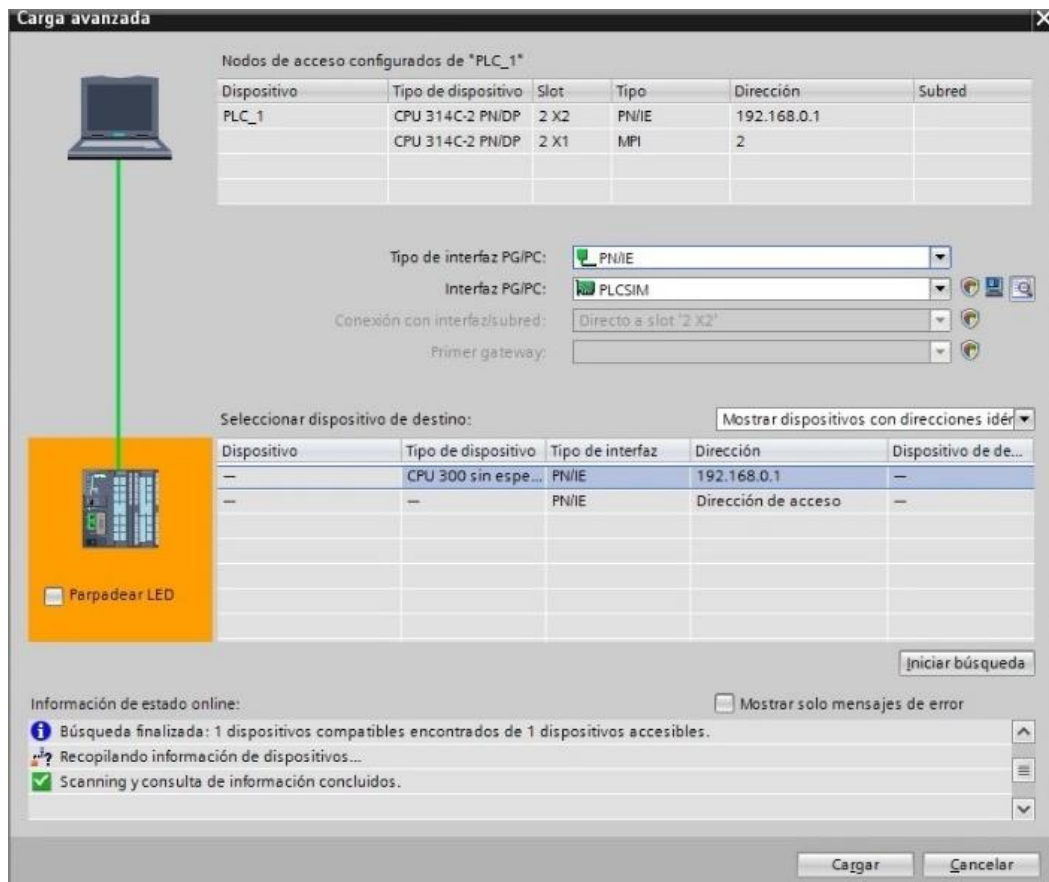 Carga avanzada
Nodos de acceso configurados de "PLC_1"
Dispositivo Tipo de dispositivo Slot Tipo Dirección Subred
PLC_1 CPU 314C-2 PN/DP 2 X2 PN/IE 192.168.0.1
CPU 314C-2 PN/DP 2 X1 MPI 2
Tipo de interfaz PG/PC: PN/IE
Interfaz PG/PC: PLCSIM
Conexión con interfaz/subred: Directo a slot '2 X2'
Primer gateway:
Seleccionar dispositivo de destino: Mostrar dispositivos con direcciones idén
Dispositivo Tipo de dispositivo Tipo de interfaz Dirección Dispositivo de de...
— CPU 300 sin espe... PN/IE 192.168.0.1 —
— — PN/IE Dirección de acceso —
Parpadear LED
Iniciar búsqueda
Información de estado online: Mostrar solo mensajes de error
Búsqueda finalizada: 1 dispositivos compatibles encontrados de 1 dispositivos accesibles.
Recopilando información de dispositivos...
Scanning y consulta de información concluidos.
Cargar Cancelar